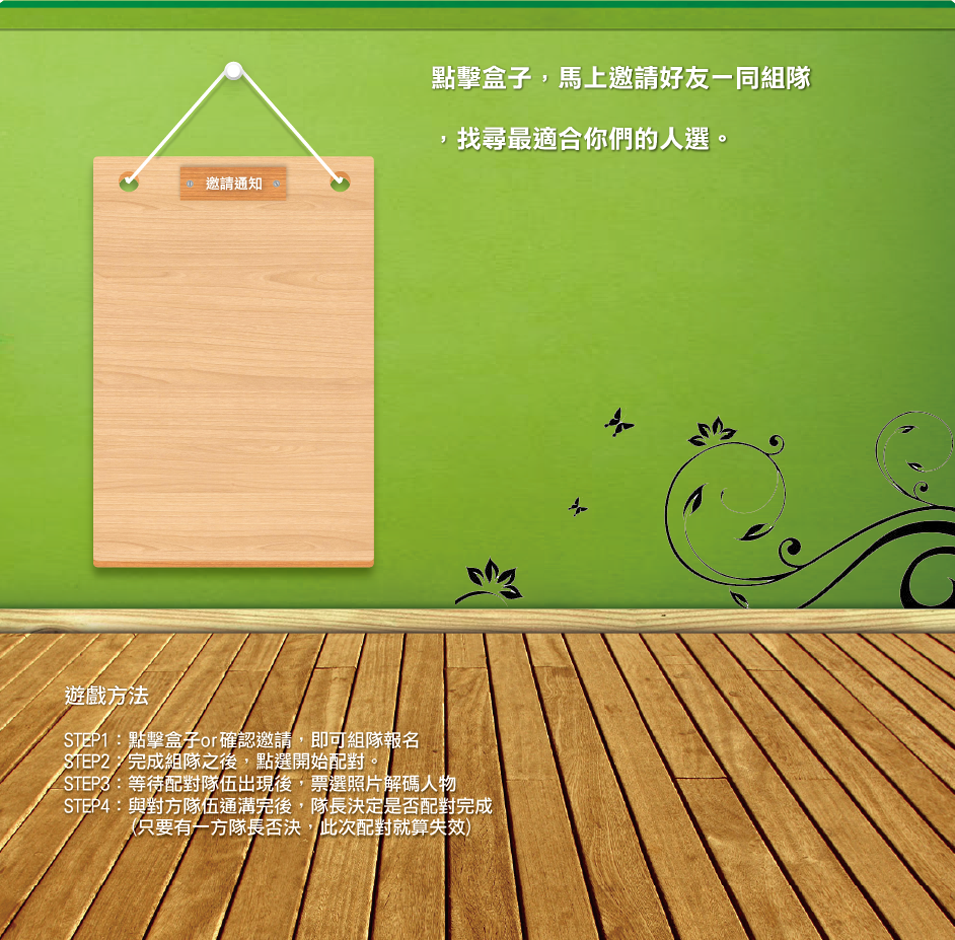 點擊盒子，馬上邀請好友一同組隊
，找尋最適合你們的人選。
邀請通知
遊戲方法
STEP1：點擊盒子or確認邀請，即可組隊報名
STEP2：完成組隊之後，點選開始配對。
STEP3：等待配對隊伍出現後，票選照片解碼人物
STEP4：與對方隊伍通溝完後，隊長決定是否配對完成
(只要有一方隊長否決，此次配對就算失效)